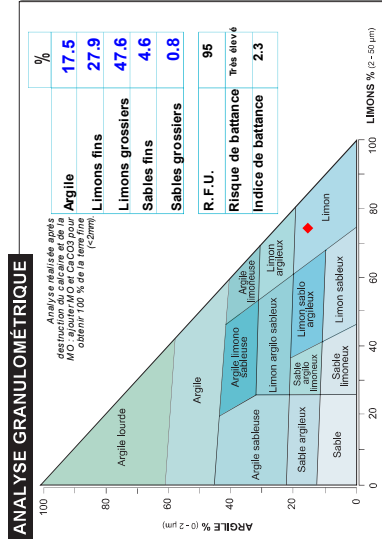 ANALYSE GRANULOMÉTRIQUE
Analyse réalisée après
destruction du calcaire et de la
MO : ajouter MO et CaCO3 pour
obtenir 100 % de la terre fine
(<2mm).
%
Argile 17.5
Limons fins 27.9
Limons grossiers 47.6
Sables fins 4.6
Sables grossiers 0.8
R.F.U. 95
Risque de battance Très élevé
Indice de battance 2.3
ARGILE % (0 - 2 µm)
100
80
60
40
20
0
Argile lourde
Argile
Argile sableuse
Argile limono
sableuse
Argile
limoneuse
Limon argilo sableux
Limon
argileux
Sable argileux
Sable
argilo
limoneux
Limon sablo
argileux
Limon
Sable
Sable
limoneux
Limon sableux
0
20
40
60
80
100
LIMONS % (2 - 50 µm)